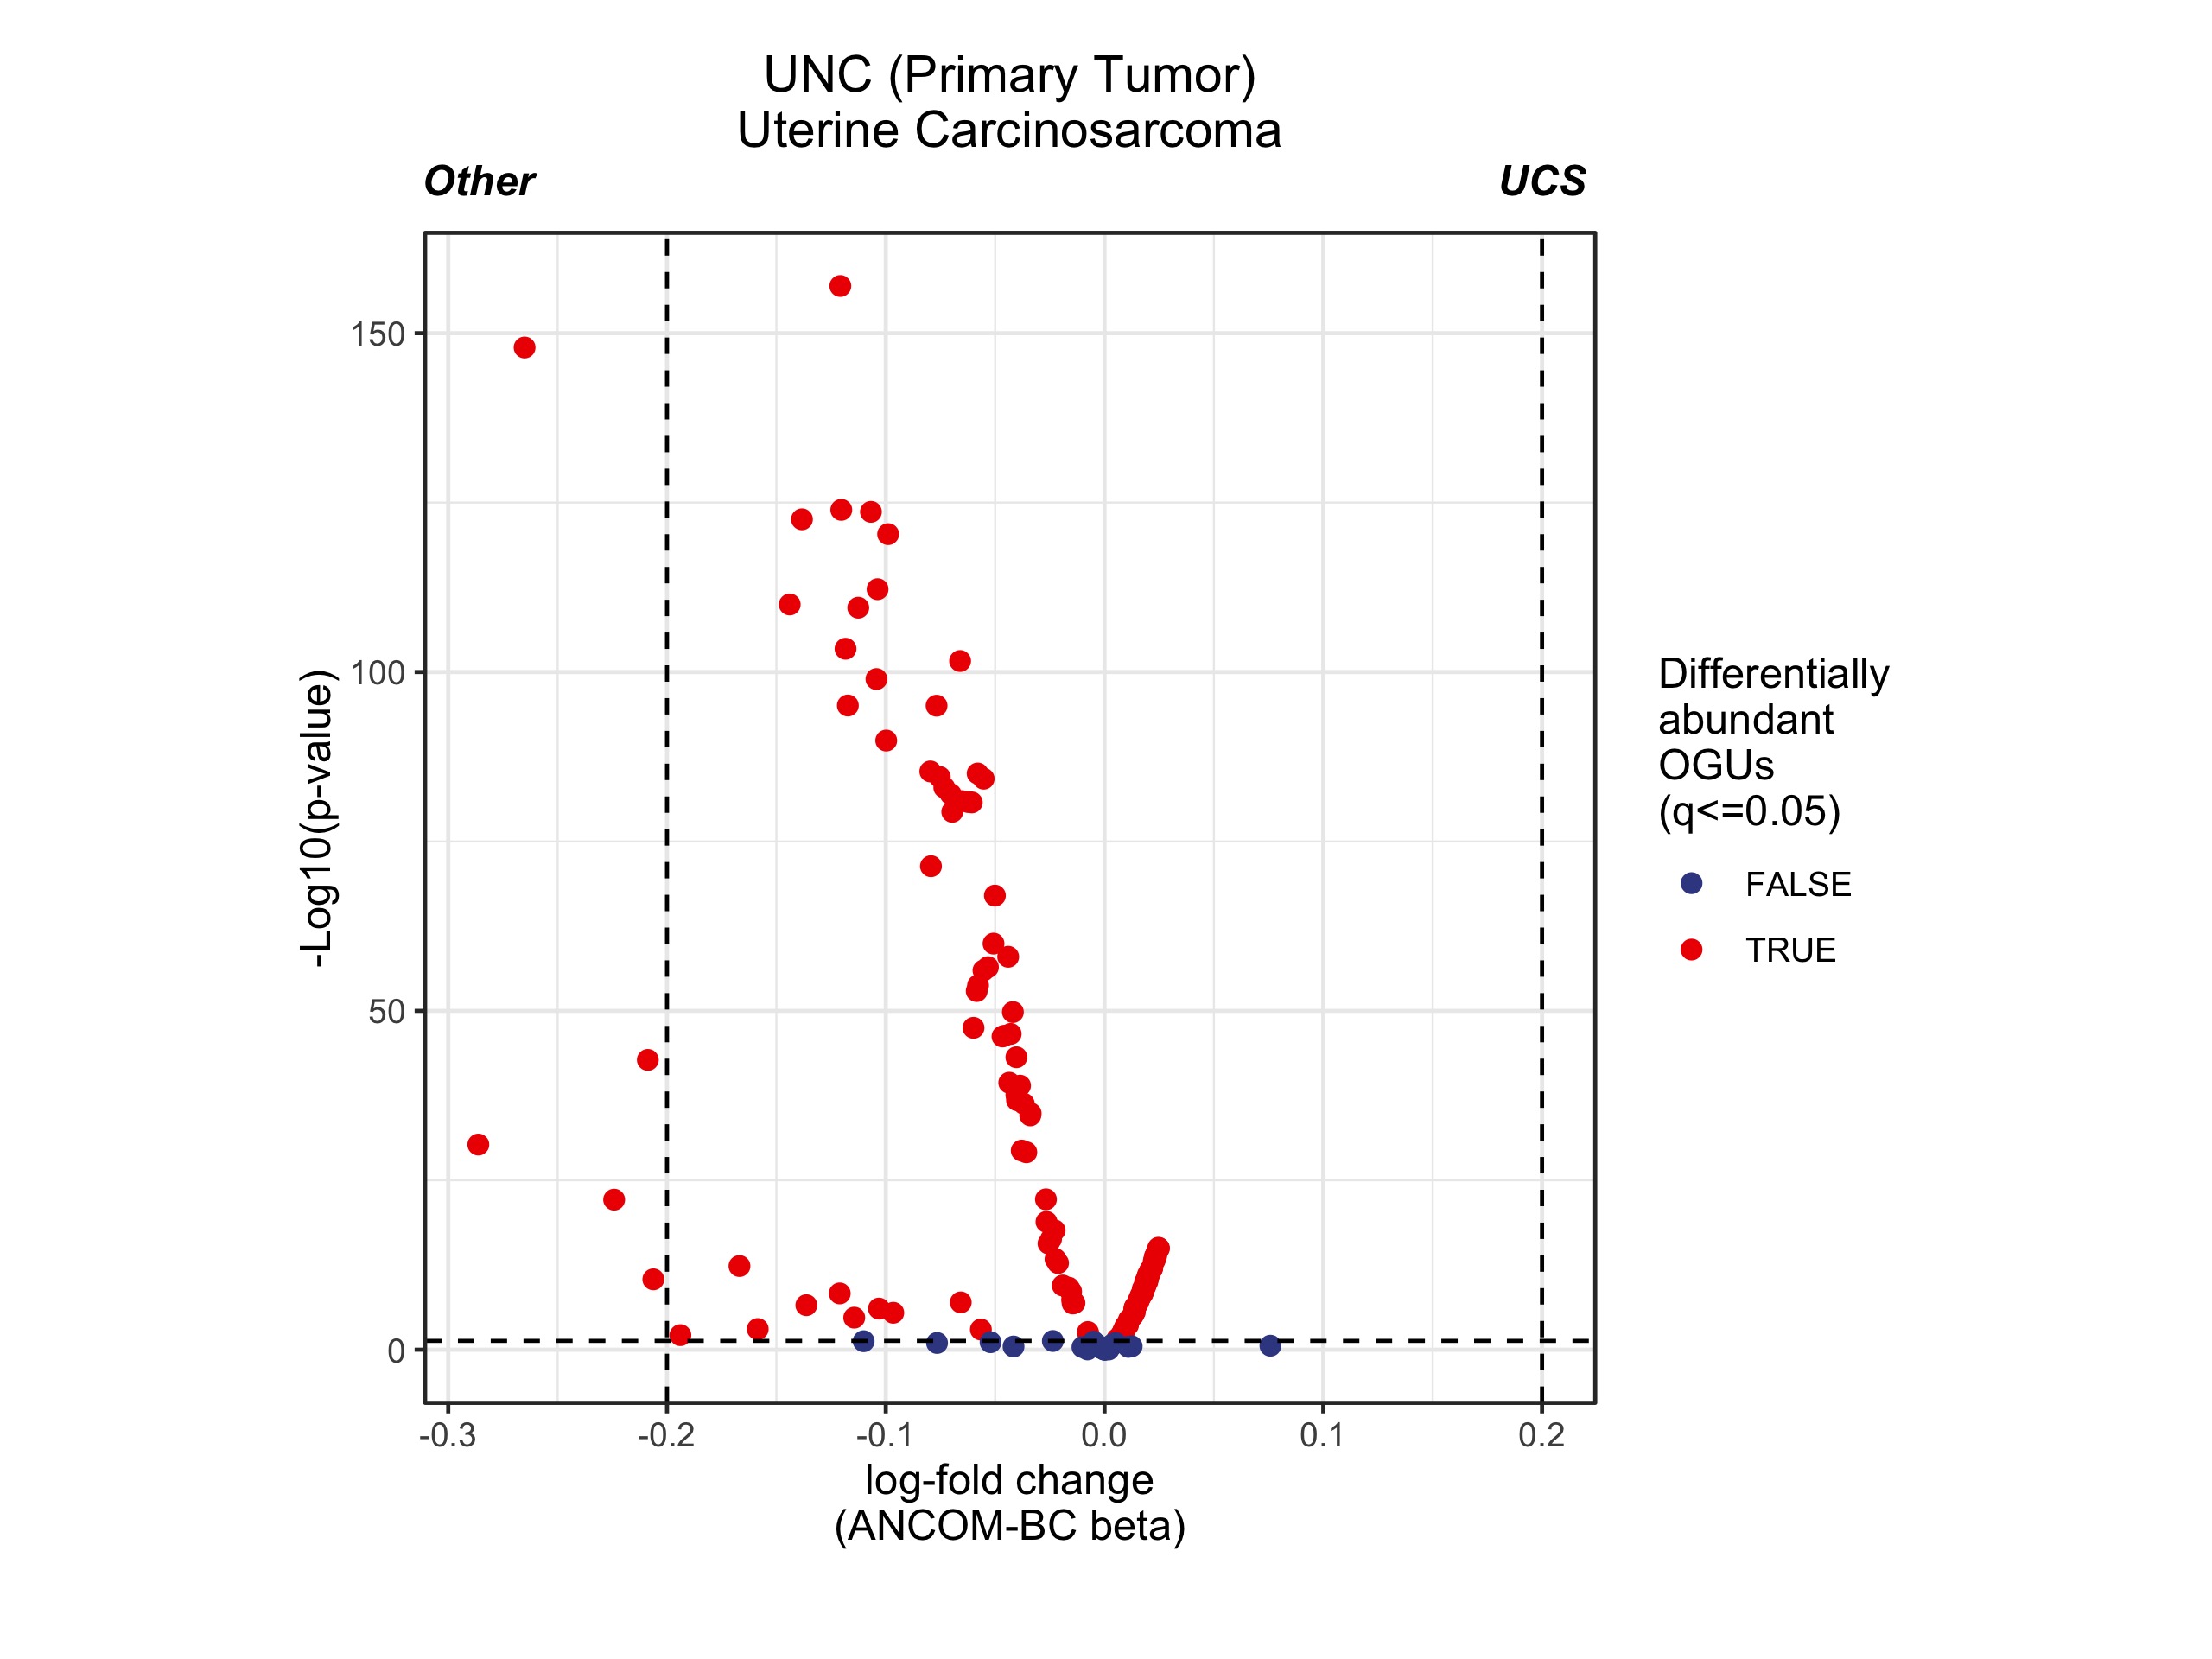 UNC (Primary Tumor)
Uterine Carcinosarcoma
Other
UCS
150
100
50
0
-Log10(p-value)
-0.3
-0.2
-0.1
0.0
0.1
0.2
log-fold change
(ANCOM-BC beta)
Differentially
abundant
OGUs
(q<=0.05)
FALSE
TRUE